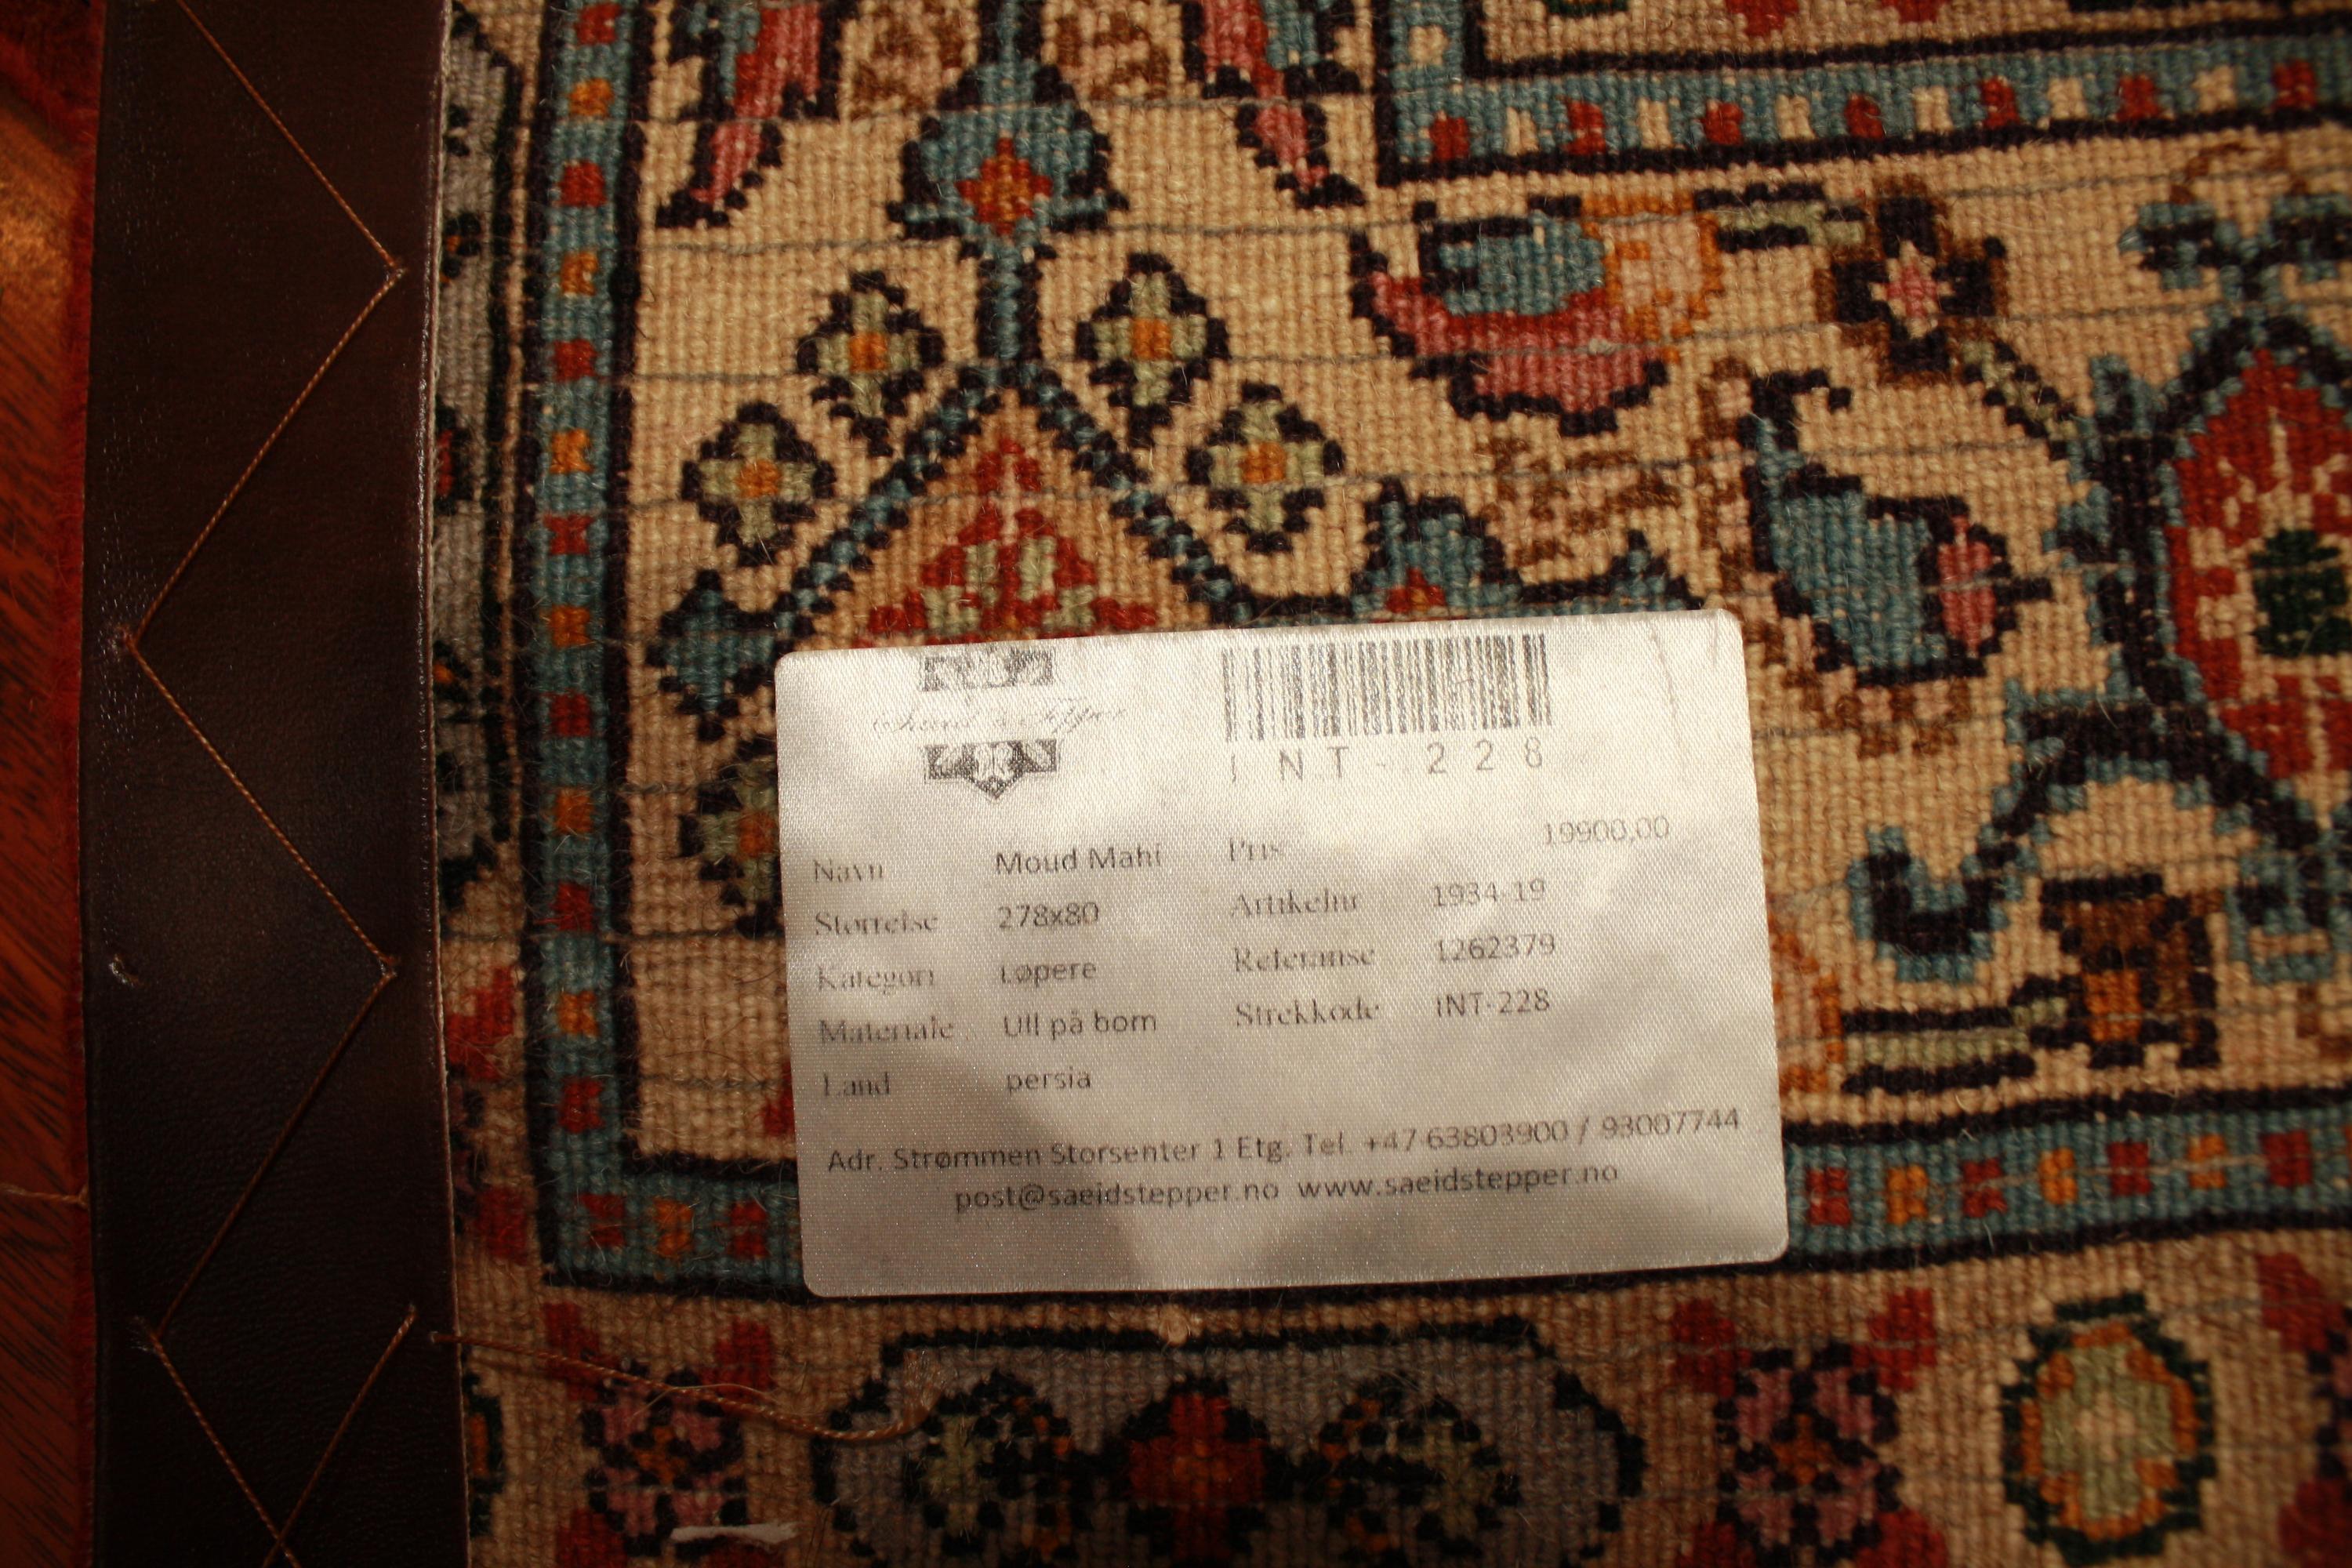 INT-228
Navn Moud Mahi Pris 19900,00
Størrelse 278x80 Artikelnr 1934-19
Kategori Løpere Referanse 1262379
Materiale Ull på bom Strekkode INT-228
Land persia
Adr. Strømmen Storsenter 1 Etg. Tel. +47 63803900 / 93007744
post@saeidstepper.no www.saeidstepper.no